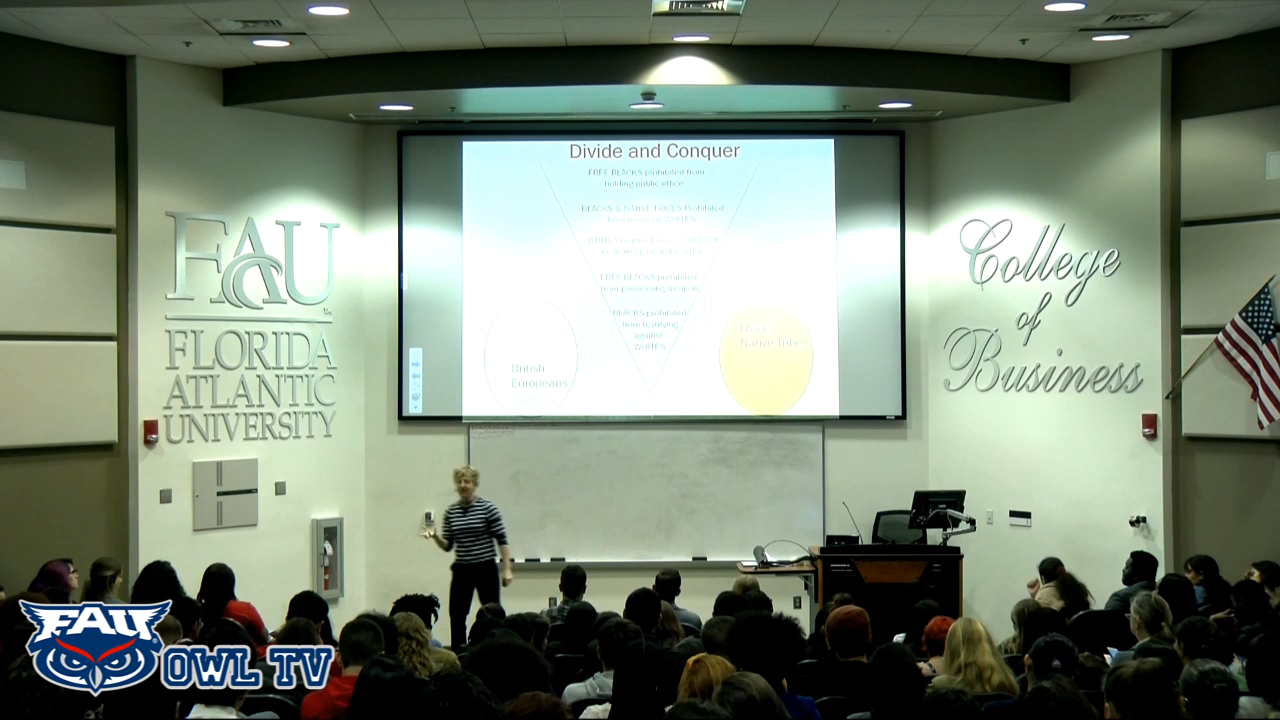 Divide and Conquer
FREE BLACKS prohibited from
holding public office
BLACKS & NATIVE TRIBES Prohibited
WHITES
FREE BLACKS prohibited
from possessing weapons
BLACKS prohibited
from testifying
against
WHITES
British
Europeans
Native Tribes
FAU
FLORIDA
ATLANTIC
UNIVERSITY
College
of
Business
FAU
OWL TV